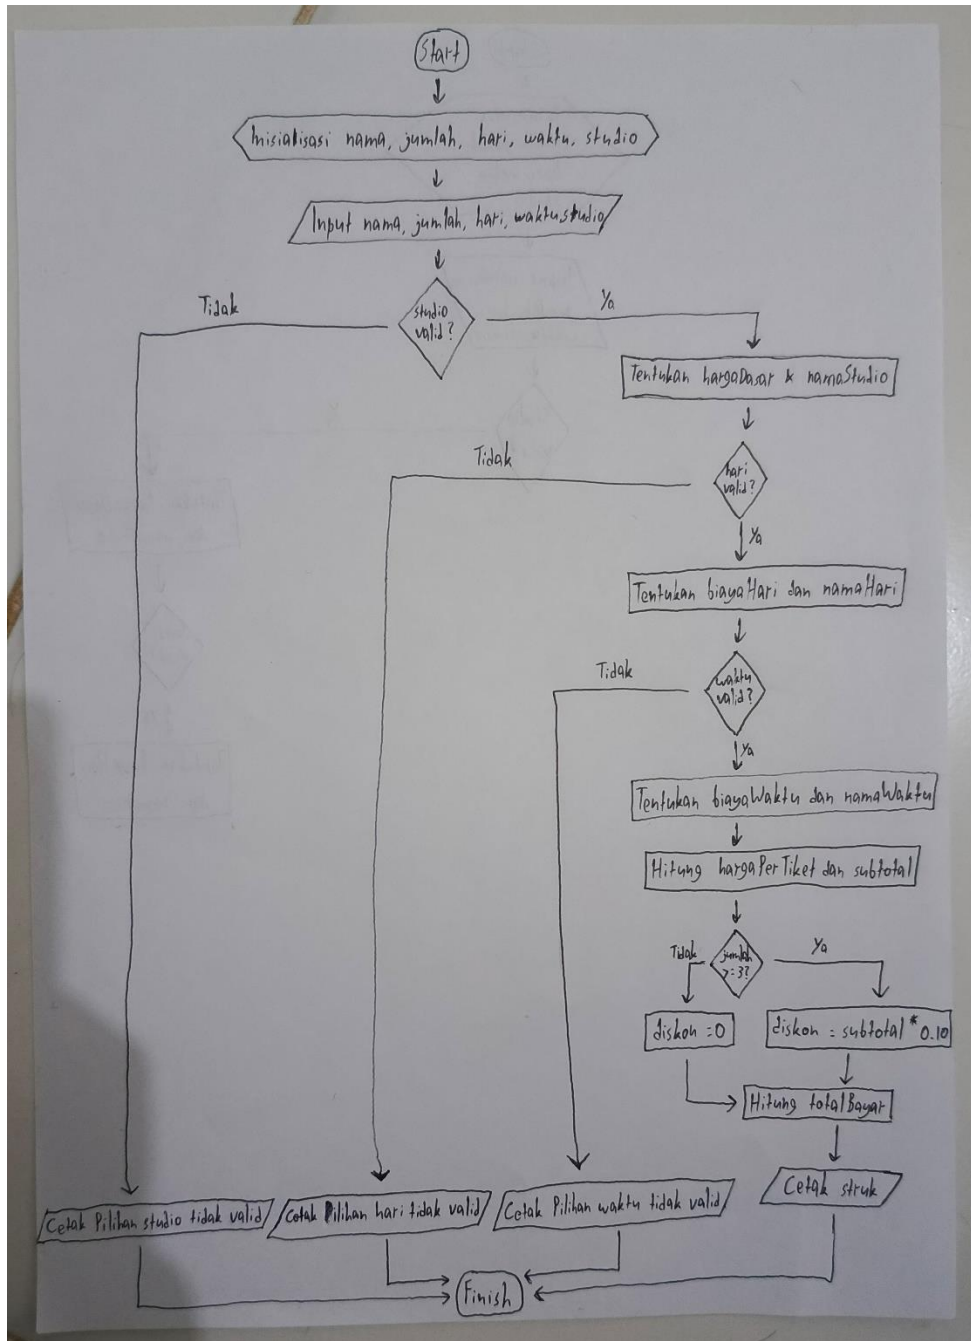 Start
Inisialisasi nama, jumlah, hari, waktu, studio
Input nama, jumlah, hari, waktu, studio
Tidak
studio
valid?
Ya
Tentukan hargaDasar & namaStudio
Tidak
hari
valid?
Ya
Tentukan biayaHari dan namaHari
Tidak
waktu
valid?
Ya
Tentukan biayaWaktu dan namaWaktu
Hitung hargaPerTiket dan subtotal
Tidak
jumlah
>=3?
Ya
diskon = 0
diskon = subtotal * 0.10
Hitung totalBayar
Cetak Pilihan studio tidak valid
Cetak Pilihan hari tidak valid
Cetak Pilihan waktu tidak valid
Cetak struk
Finish